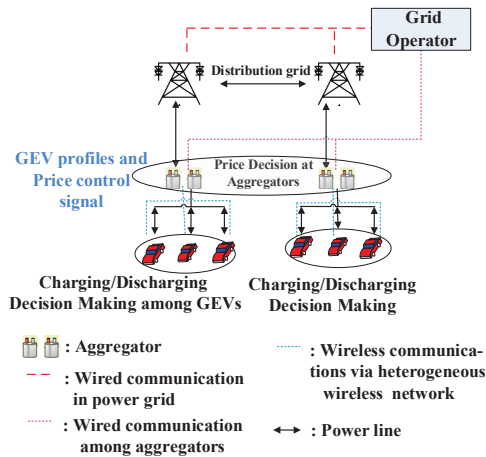 Grid
Operator
Distribution grid
GEV profiles and
Price control
signal
Price Decision at
Aggregators
Charging/Discharging
Decision Making among GEVs
Charging/Discharging
Decision Making
: Aggregator
: Wired communication
in power grid
: Wired communication
among aggregators
: Wireless communica-
tions via heterogeneous
wireless network
: Power line